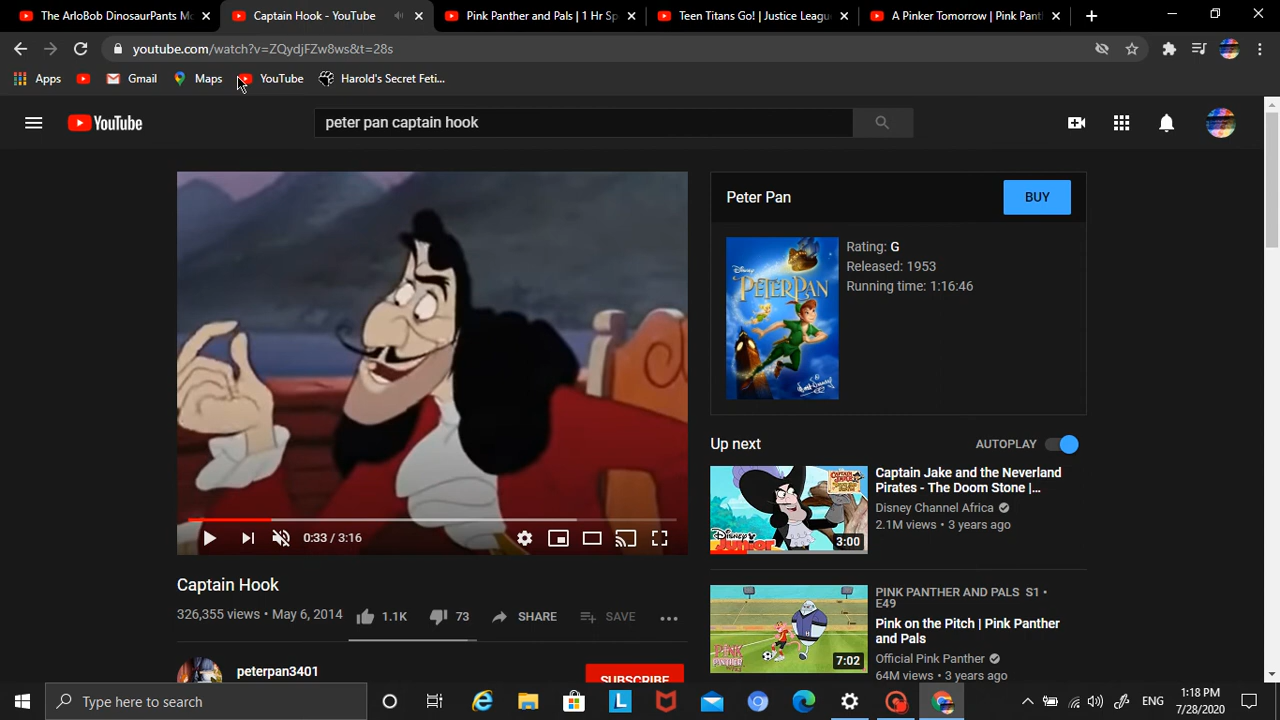 The ArloBob DinosaurPants Mo
Captain Hook - YouTube
Pink Panther and Pals | 1 Hr Sp
Teen Titans Go! | Justice Leagu
A Pinker Tomorrow | Pink Pant
youtube.com/watch?v=ZQydjFZw8ws&t=28s
Apps
Gmail
Maps
YouTube
Harold's Secret Feti...
YouTube
peter pan captain hook
Peter Pan
BUY
Disney
PETER PAN
Rating: G
Released: 1953
Running time: 1:16:46
0:33 / 3:16
Captain Hook
326,355 views • May 6, 2014
1.1K
73
SHARE
SAVE
peterpan3401
SUBSCRIBE
Up next
AUTOPLAY
Disney Junior
3:00
Captain Jake and the Neverland
Pirates - The Doom Stone |...
Disney Channel Africa
2.1M views • 3 years ago
PINK PANTHER
7:02
PINK PANTHER AND PALS S1 •
E49
Pink on the Pitch | Pink Panther
and Pals
Official Pink Panther
64M views • 3 years ago
Type here to search
L
ENG
1:18 PM
7/28/2020